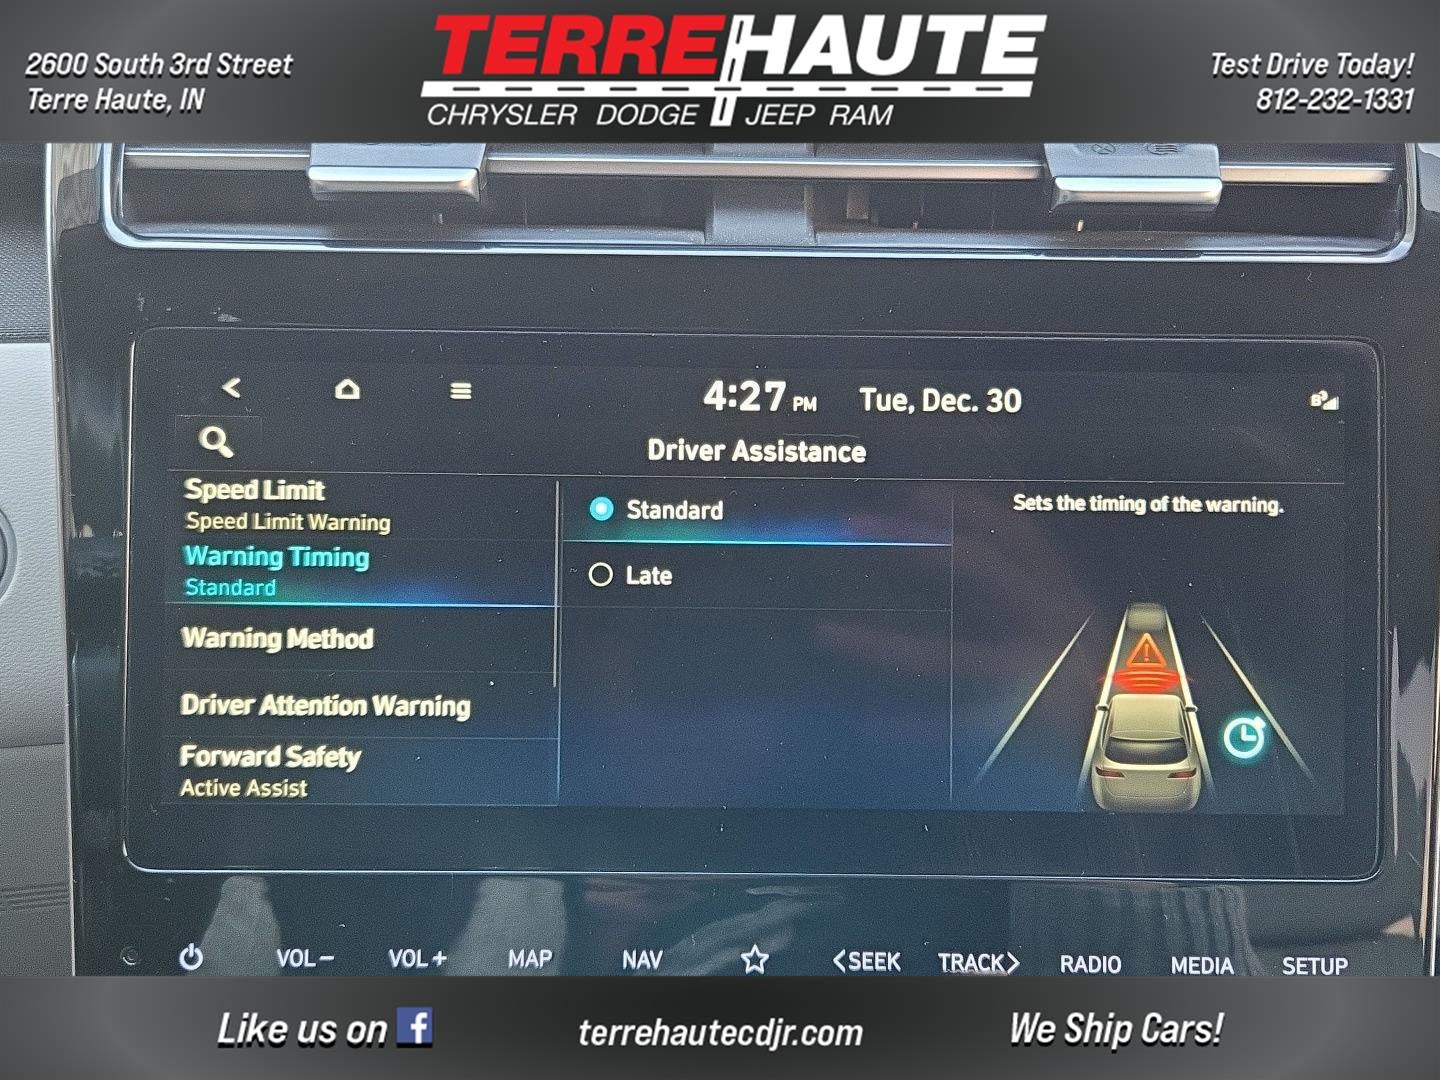 2600 South 3rd Street
Terre Haute, IN
TERRE HAUTE
CHRYSLER DODGE JEEP RAM
Test Drive Today!
812-232-1331
4:27 PM Tue, Dec. 30
Driver Assistance
Speed Limit
Speed Limit Warning
Warning Timing
Standard
Warning Method
Driver Attention Warning
Forward Safety
Active Assist
Standard
Late
Sets the timing of the warning.
VOL- VOL+ MAP NAV <SEEK TRACK> RADIO MEDIA SETUP
Like us on f
terrehautecdjr.com
We Ship Cars!